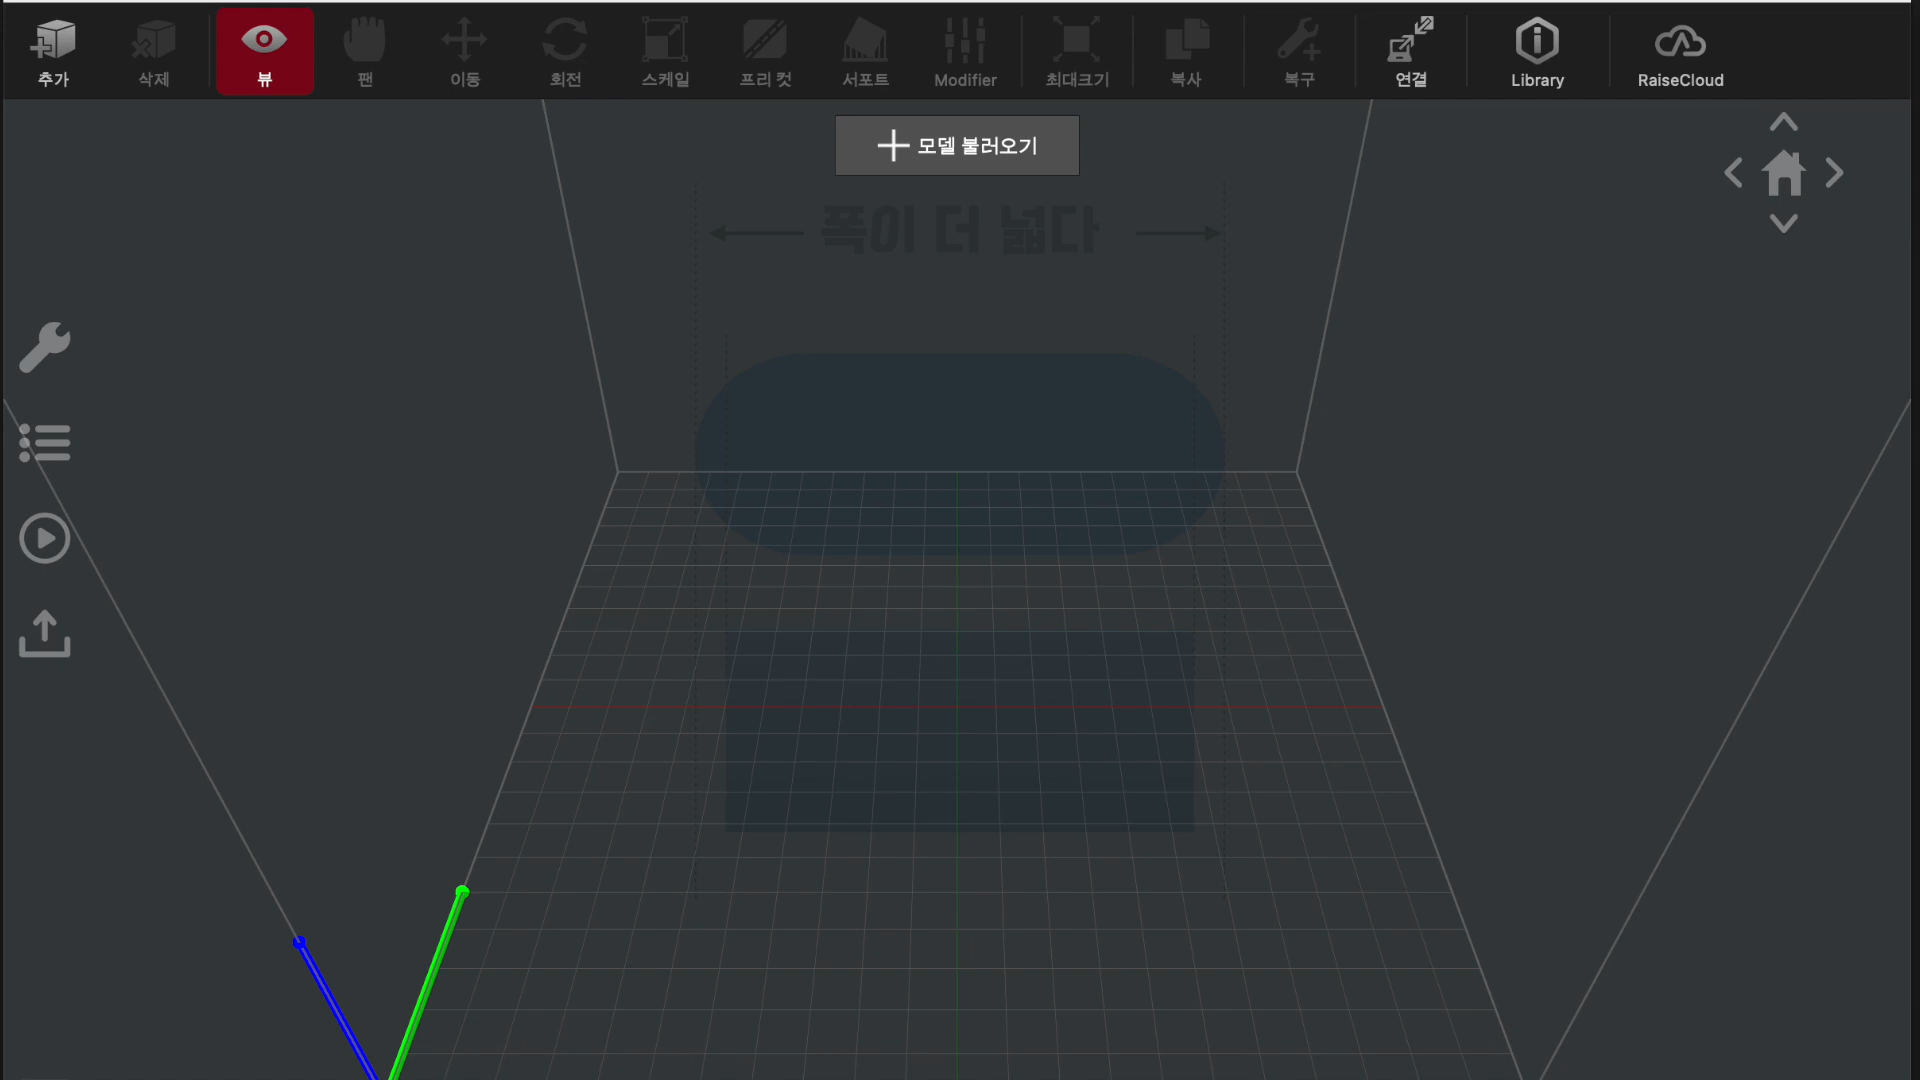 추가
삭제
뷰
팬
이동
회전
스케일
프리 컷
서포트
Modifier
최대크기
복사
복구
연결
Library
RaiseCloud
모델 불러오기
폭이 더 넓다